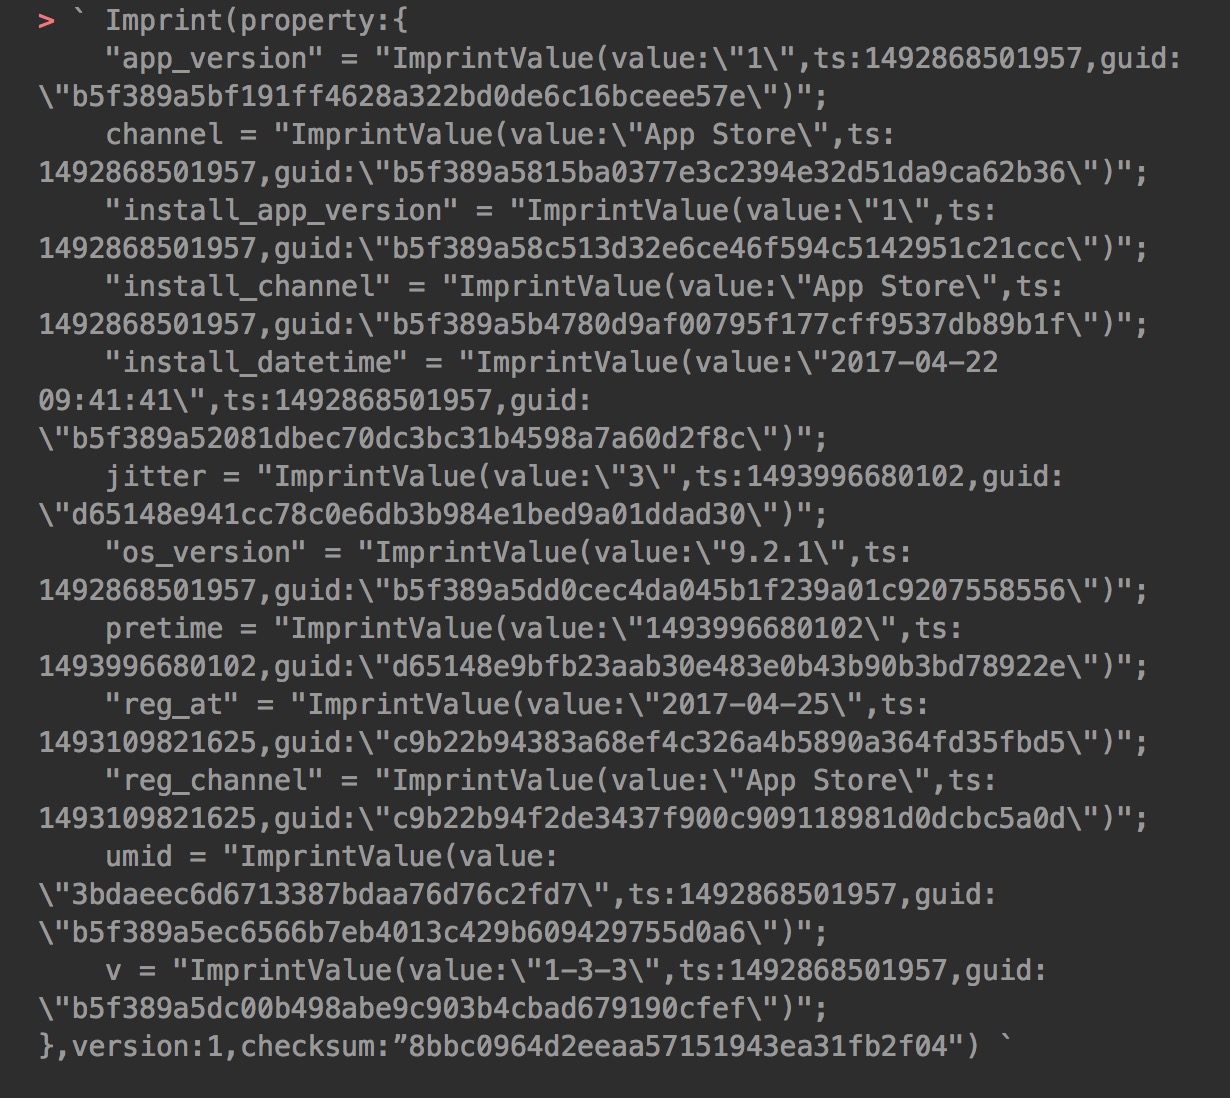 > ` Imprint(property:{
"app_version" = "ImprintValue(value:\"1\",ts:1492868501957,guid:
\"b5f389a5bf191ff4628a322bd0de6c16bceee57e\")";
channel = "ImprintValue(value:\"App Store\",ts:
1492868501957,guid:\"b5f389a5815ba0377e3c2394e32d51da9ca62b36\")";
"install_app_version" = "ImprintValue(value:\"1\",ts:
1492868501957,guid:\"b5f389a58c513d32e6ce46f594c5142951c21ccc\")";
"install_channel" = "ImprintValue(value:\"App Store\",ts:
1492868501957,guid:\"b5f389a5b4780d9af00795f177cff9537db89b1f\")";
"install_datetime" = "ImprintValue(value:\"2017-04-22
09:41:41\",ts:1492868501957,guid:
\"b5f389a52081dbec70dc3bc31b4598a7a60d2f8c\")";
jitter = "ImprintValue(value:\"3\",ts:1493996680102,guid:
\"d65148e941cc78c0e6db3b984e1bed9a01ddad30\")";
"os_version" = "ImprintValue(value:\"9.2.1\",ts:
1492868501957,guid:\"b5f389a5dd0cec4da045b1f239a01c9207558556\")";
pretime = "ImprintValue(value:\"1493996680102\",ts:
1493996680102,guid:\"d65148e9bfb23aab30e483e0b43b90b3bd78922e\")";
"reg_at" = "ImprintValue(value:\"2017-04-25\",ts:
1493109821625,guid:\"c9b22b94383a68ef4c326a4b5890a364fd35fbd5\")";
"reg_channel" = "ImprintValue(value:\"App Store\",ts:
1493109821625,guid:\"c9b22b94f2de3437f900c909118981d0dcbc5a0d\")";
umid = "ImprintValue(value:
\"3bdaeec6d6713387bdaa76d76c2fd7\",ts:1492868501957,guid:
\"b5f389a5ec6566b7eb4013c429b609429755d0a6\")";
v = "ImprintValue(value:\"1-3-3\",ts:1492868501957,guid:
\"b5f389a5dc00b498abe9c903b4cbad679190cfef\")";
},version:1,checksum:”8bbc0964d2eeaa57151943ea31fb2f04") `